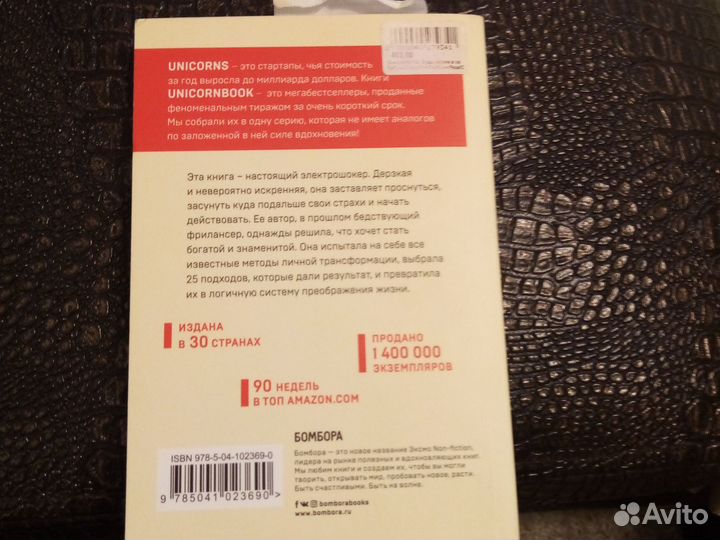 UNICORNS – это стартапы, чья стоимость
за год выросла до миллиарда долларов. Книги
UNICORNBOOK – это мегабестселлеры, проданные
феноменальным тиражом за очень короткий срок.
Мы собрали их в одну серию, которая не имеет аналогов
по заложенной в ней силе вдохновения!
Эта книга – настоящий электрошокер. Дерзкая
и невероятно искренняя, она заставляет проснуться,
засунуть куда подальше свои страхи и начать
действовать. Ее автор, в прошлом бедствующий
фрилансер, однажды решила, что хочет стать
богатой и знаменитой. Она испытала на себе все
известные методы личной трансформации, выбрала
25 подходов, которые дали результат, и превратила
их в логичную систему преображения жизни.
ИЗДАНА
В 30 СТРАНАХ
ПРОДАНО
1 400 000
ЭКЗЕМПЛЯРОВ
90 НЕДЕЛЬ
В ТОП AMAZON.COM
БОМБОРА
Бомбора – это новое название Эксмо Non-fiction,
лидера на рынке полезных и вдохновляющих книг.
Мы любим книги и создаем их, чтобы вы могли
творить, открывать мир, пробовать новое, расти.
Быть счастливыми. Быть на волне.
bomborabooks
www.bombora.ru
ISBN 978-5-04-102369-0
9 785041 023690 >
Avito